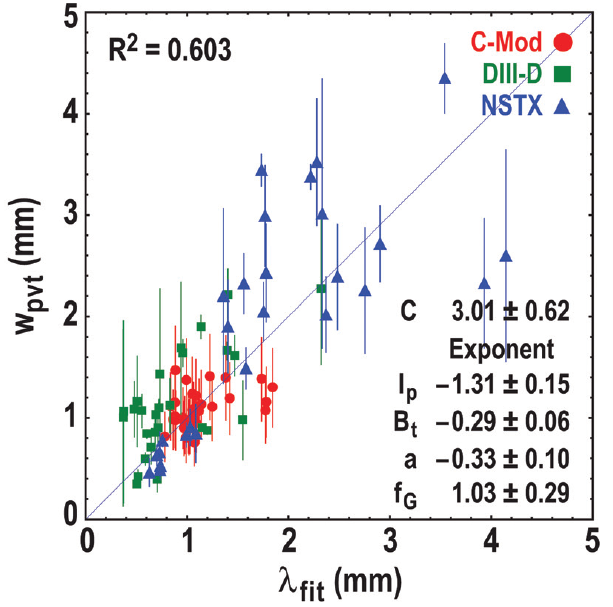 R² = 0.603
C-Mod
DIII-D
NSTX
5
4
3
2
1
0
w_pvt (mm)
C 3.01 ± 0.62
Exponent
I_p −1.31 ± 0.15
B_t −0.29 ± 0.06
a −0.33 ± 0.10
f_G 1.03 ± 0.29
0 1 2 3 4 5
λ_fit (mm)